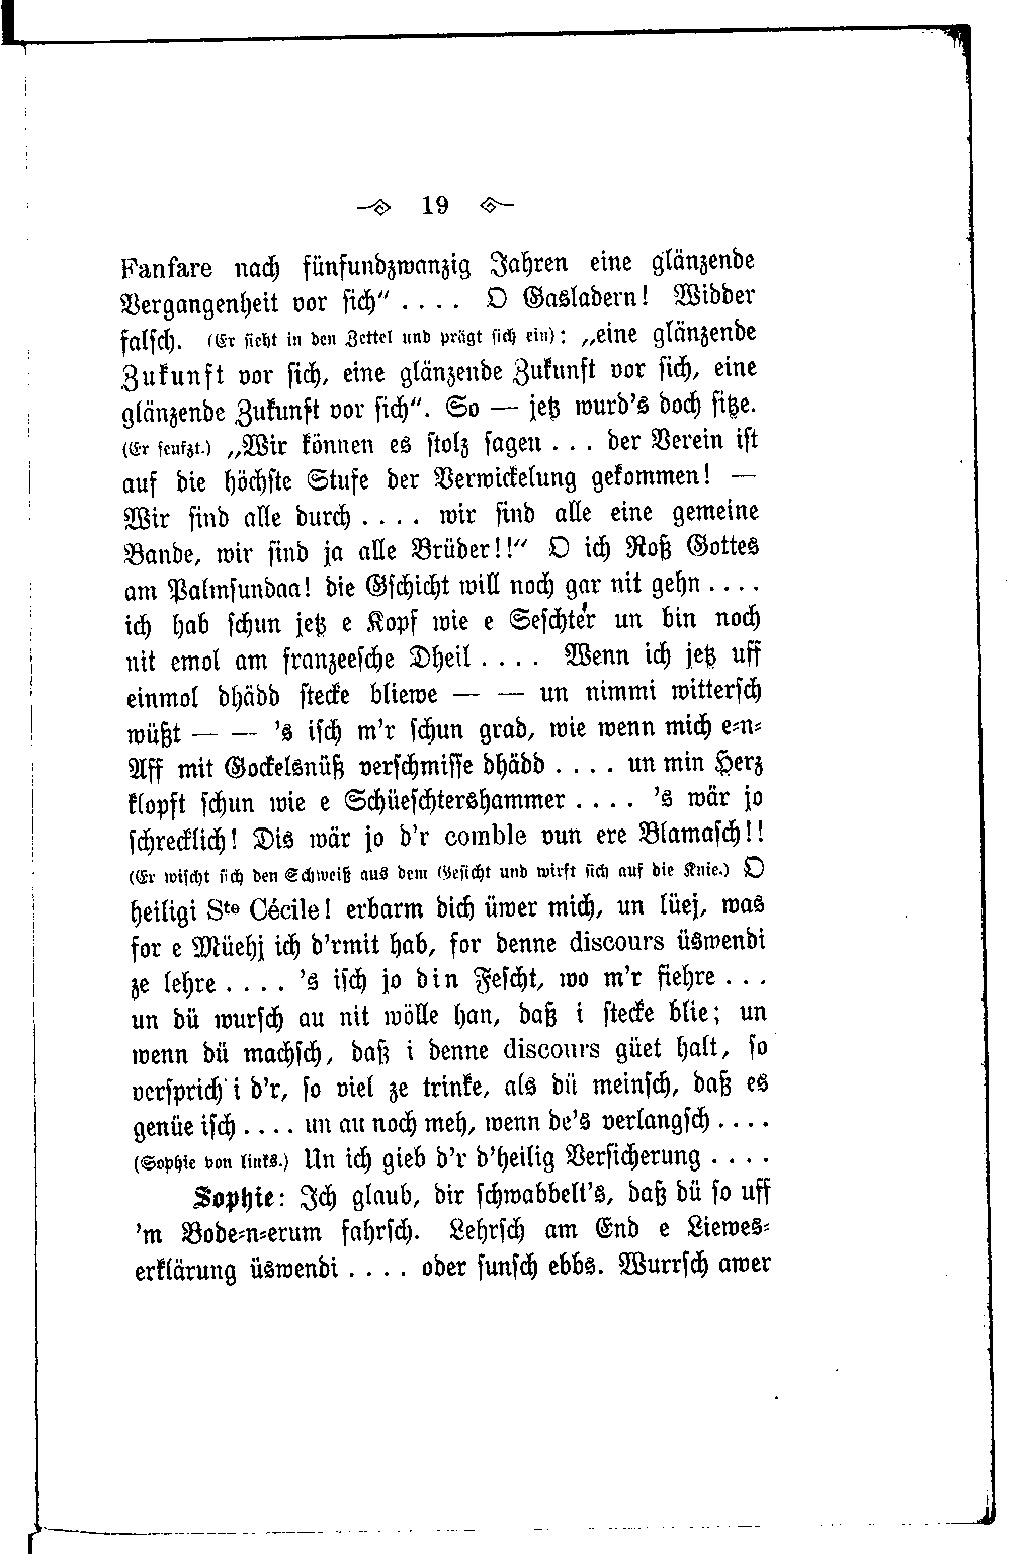 19
Fanfare nach fünfundzwanzig Jahren eine glänzende
Vergangenheit vor sich“ .... O Gasladern! Widder
falsch. (Er sieht in den Zettel und prägt sich ein): „eine glänzende
Zukunft vor sich, eine glänzende Zukunft vor sich, eine
glänzende Zukunft vor sich“. So — jetz wurd's doch sitze.
(Er seufzt.) „Wir können es stolz sagen ... der Verein ist
auf die höchste Stufe der Verwickelung gekommen! —
Wir sind alle durch .... wir sind alle eine gemeine
Bande, wir sind ja alle Brüder!!“ O ich Roß Gottes
am Palmsundaa! die Gschicht will noch gar nit gehn ....
ich hab schun jetz e Kopf wie e Seschtér un bin noch
nit emol am franzeesche Dheil .... Wenn ich jetz uff
einmol dhädd stecke bliewe — — un nimmi wittersch
wüßt — — 's isch m'r schun grad, wie wenn mich e-n-
Aff mit Gockelsnüß verschmisse dhädd .... un min Herz
klopft schun wie e Schüeschtershammer .... 's wär jo
schrecklich! Dis wär jo d'r comble vun ere Blamasch!!
(Er wischt sich den Schweiß aus dem Gesicht und wirft sich auf die Knie.) O
heiligi Ste Cécile! erbarm dich üwer mich, un lüej, was
for e Müehj ich d'rmit hab, for denne discours üswendi
ze lehre .... 's isch jo din Fescht, wo m'r fiehre ...
un dü wursch au nit wölle han, daß i stecke blie; un
wenn dü machsch, daß i denne discours güet halt, so
versprich i d'r, so viel ze trinke, als dü meinsch, daß es
genüe isch .... un au noch meh, wenn de's verlangsch ....
(Sophie von links.) Un ich gieb d'r d'heilig Versicherung ....
Sophie: Ich glaub, dir schwabbelt's, daß dü so uff
'm Bode-n-erum fahrsch. Lehrsch am End e Liewes-
erklärung üswendi .... oder sunsch ebbs. Wurrsch awer